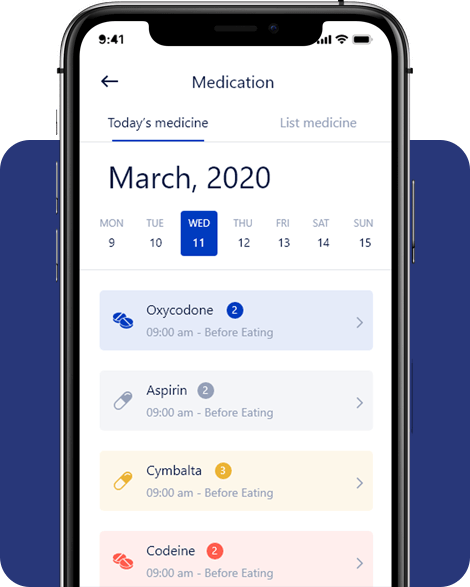 9:41
Medication
Today's medicine List medicine
March, 2020
MON TUE WED THU FRI SAT SUN
9 10 11 12 13 14 15
Oxycodone 2
09:00 am - Before Eating
Aspirin 2
09:00 am - Before Eating
Cymbalta 3
09:00 am - Before Eating
Codeine 2
09:00 am - Before Eating